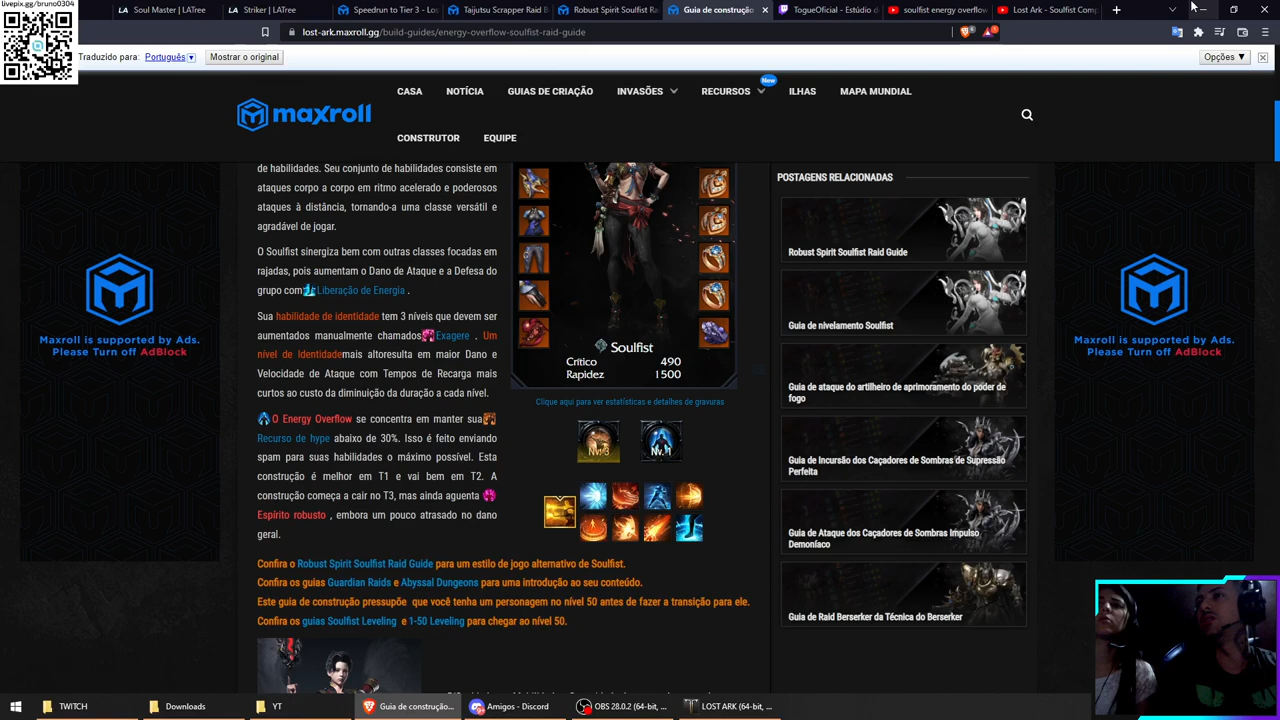 livepix.gg/bruno0304
Soul Master | LATree
Striker | LATree
Speedrun to Tier 3 - Lo
Taijutsu Scrapper Raid B
Robust Spirit Soulfist Ra
Guia de construção
TogueOficial - Estúdio d
soulfist energy overflow
Lost Ark - Soulfist Comp
lost-ark.maxroll.gg/build-guides/energy-overflow-soulfist-raid-guide
Traduzido para: Português
Mostrar o original
Opções ▼
maxroll
CASA
NOTÍCIA
GUIAS DE CRIAÇÃO
INVASÕES
RECURSOS
New
ILHAS
MAPA MUNDIAL
CONSTRUTOR
EQUIPE
de habilidades. Seu conjunto de habilidades consiste em
ataques corpo a corpo em ritmo acelerado e poderosos
ataques à distância, tornando-a uma classe versátil e
agradável de jogar.
O Soulfist sinergiza bem com outras classes focadas em
rajadas, pois aumentam o Dano de Ataque e a Defesa do
grupo com Liberação de Energia .
Sua habilidade de identidade tem 3 níveis que devem ser
aumentados manualmente chamados Exagere . Um
nível de Identidademais altoresulta em maior Dano e
Velocidade de Ataque com Tempos de Recarga mais
curtos ao custo da diminuição da duração a cada nível.
O Energy Overflow se concentra em manter sua
Recurso de hype abaixo de 30%. Isso é feito enviando
spam para suas habilidades o máximo possível. Esta
construção é melhor em T1 e vai bem em T2. A
construção começa a cair no T3, mas ainda aguenta
Espírito robusto , embora um pouco atrasado no dano
geral.
Soulfist
Crítico 490
Rapidez 1500
Clique aqui para ver estatísticas e detalhes de gravuras
Nv. 3
Nv. 1
Confira o Robust Spirit Soulfist Raid Guide para um estilo de jogo alternativo de Soulfist.
Confira os guias Guardian Raids e Abyssal Dungeons para uma introdução ao seu conteúdo.
Este guia de construção pressupõe que você tenha um personagem no nível 50 antes de fazer a transição para ele.
Confira os guias Soulfist Leveling e 1-50 Leveling para chegar ao nível 50.
POSTAGENS RELACIONADAS
Robust Spirit Soulfist Raid Guide
Guia de nivelamento Soulfist
Guia de ataque do artilheiro de aprimoramento do poder de
fogo
Guia de Incursão dos Caçadores de Sombras de Supressão
Perfeita
Guia de Ataque dos Caçadores de Sombras Impulso
Demoníaco
Guia de Raid Berserker da Técnica do Berserker
Maxroll is supported by Ads.
Please Turn off AdBlock
Maxroll is supported by Ads.
Please Turn off AdBlock
TWITCH
Downloads
YT
Guia de construção...
Amigos - Discord
OBS 28.0.2 (64-bit, ...
LOST ARK (64-bit, ...